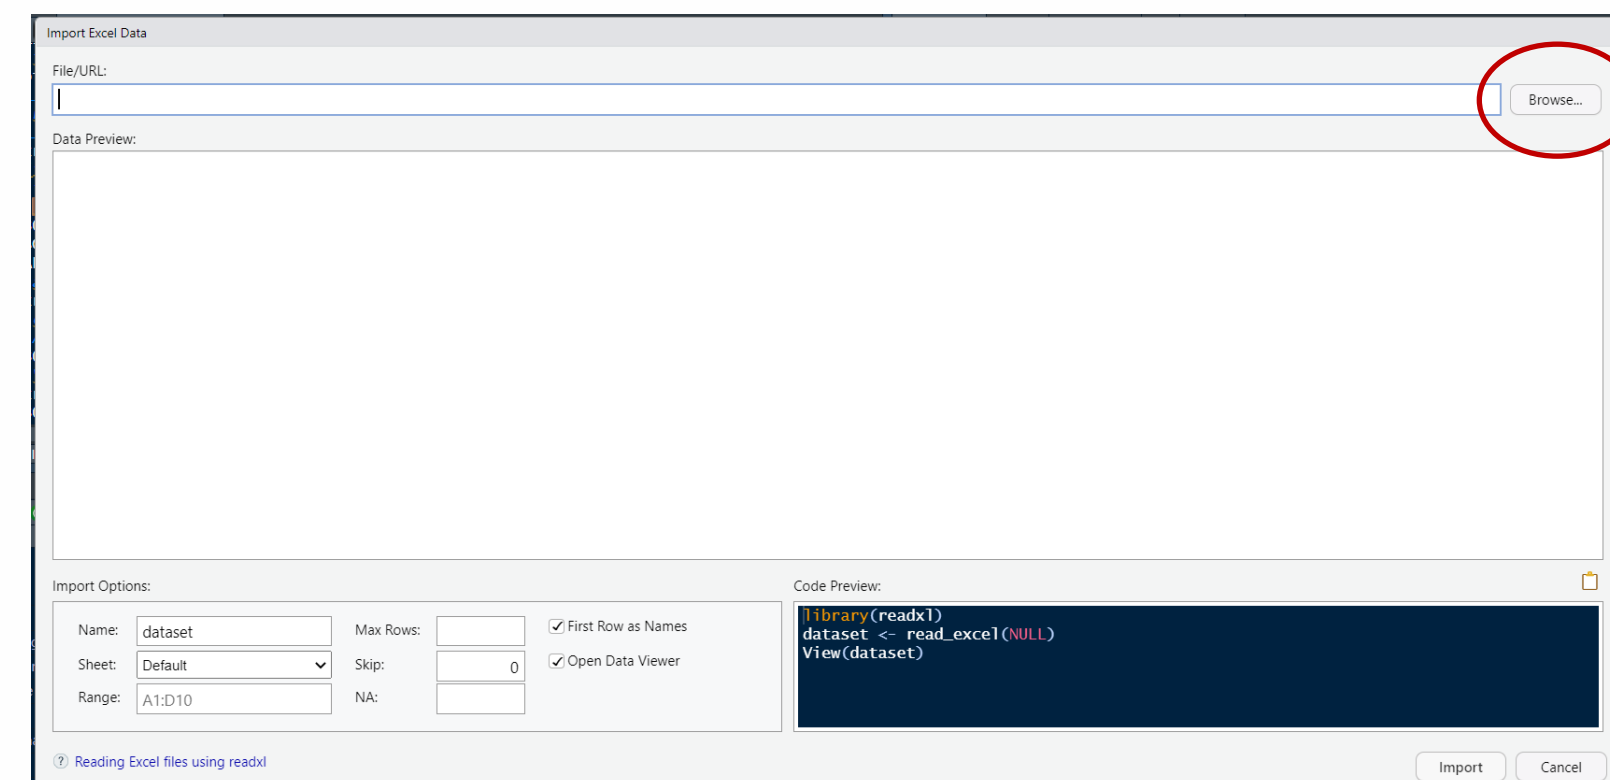 Import Excel Data
File/URL:
Browse...
Data Preview:
Import Options:
Name: dataset
Max Rows:
First Row as Names
Sheet: Default
Skip: 0
Open Data Viewer
Range: A1:D10
NA:
Code Preview:
library(readxl)
dataset <- read_excel(NULL)
View(dataset)
? Reading Excel files using readxl
Import
Cancel